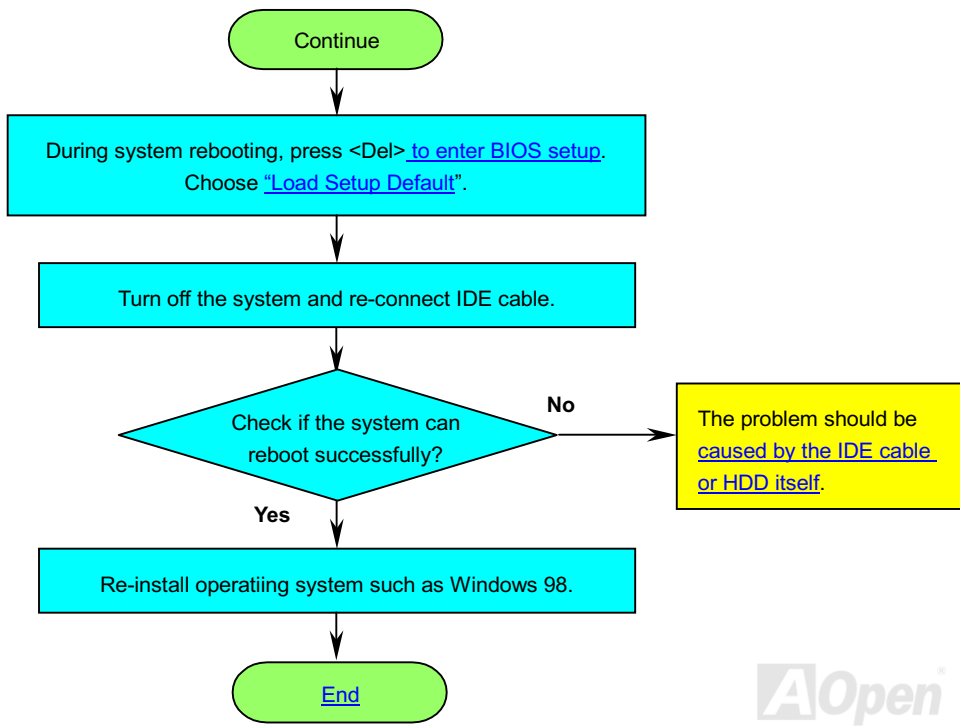 Continue
During system rebooting, press <Del> to enter BIOS setup.
Choose “Load Setup Default”.
Turn off the system and re-connect IDE cable.
Check if the system can
reboot successfully?
No
The problem should be
caused by the IDE cable
or HDD itself.
Yes
Re-install operatiing system such as Windows 98.
End
AOpen®